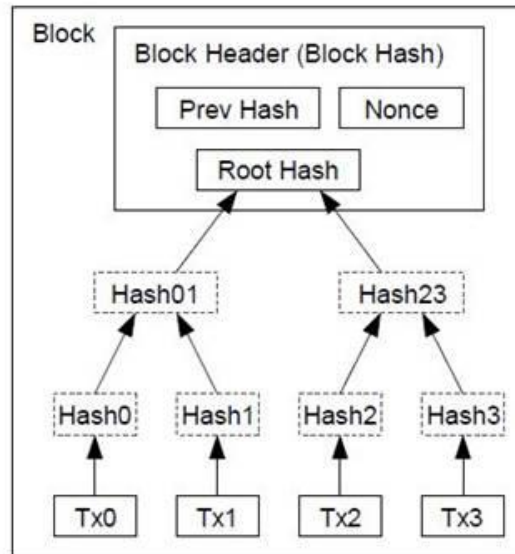 Block
Block Header (Block Hash)
Prev Hash
Nonce
Root Hash
Hash01
Hash23
Hash0
Hash1
Hash2
Hash3
Tx0
Tx1
Tx2
Tx3